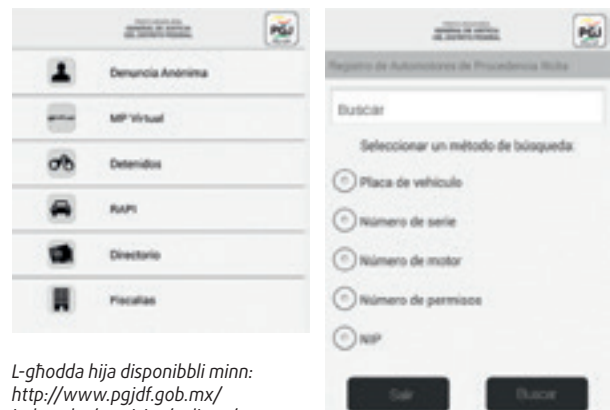 PGJ
Denuncia Anónima
MP Virtual
Detenidos
RAPI
Directorio
Fiscalías
L-għodda hija disponibbli minn:
http://www.pgjdf.gob.mx/
PGJ
Registro de Automotores de Procedencia Ilícita
Buscar
Seleccionar un método de búsqueda:
Placa de vehículo
Número de serie
Número de motor
Número de permisos
NIP
Salir
Buscar